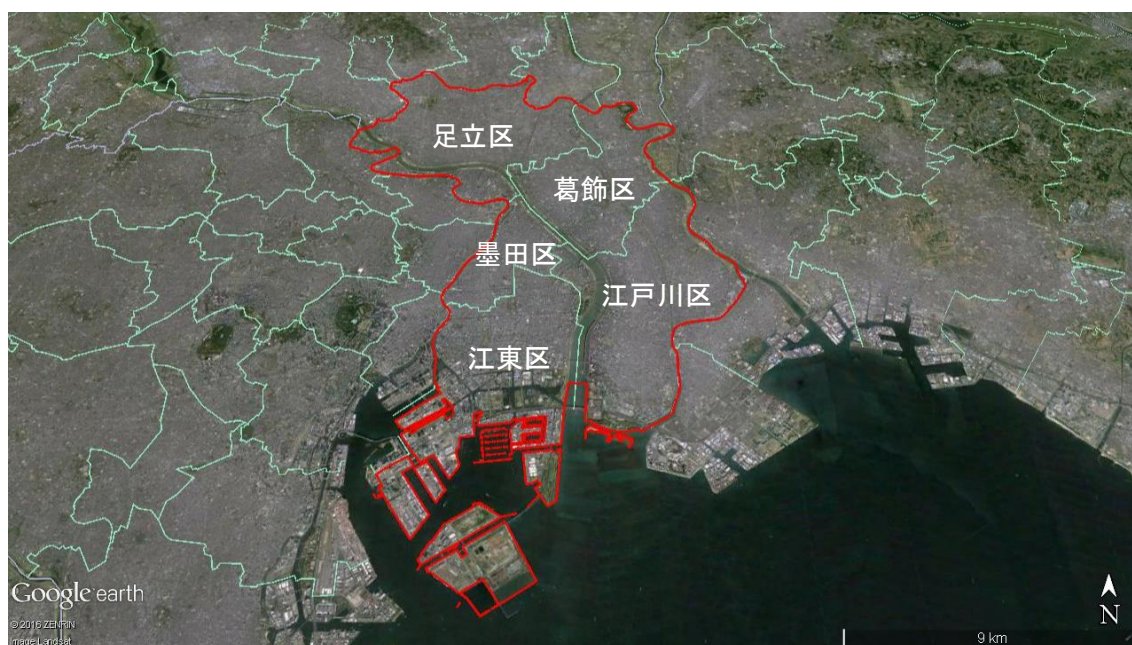 足立区
葛飾区
墨田区
江戸川区
江東区
Google earth
© 2016 ZENRIN
Image Landsat
N
9 km